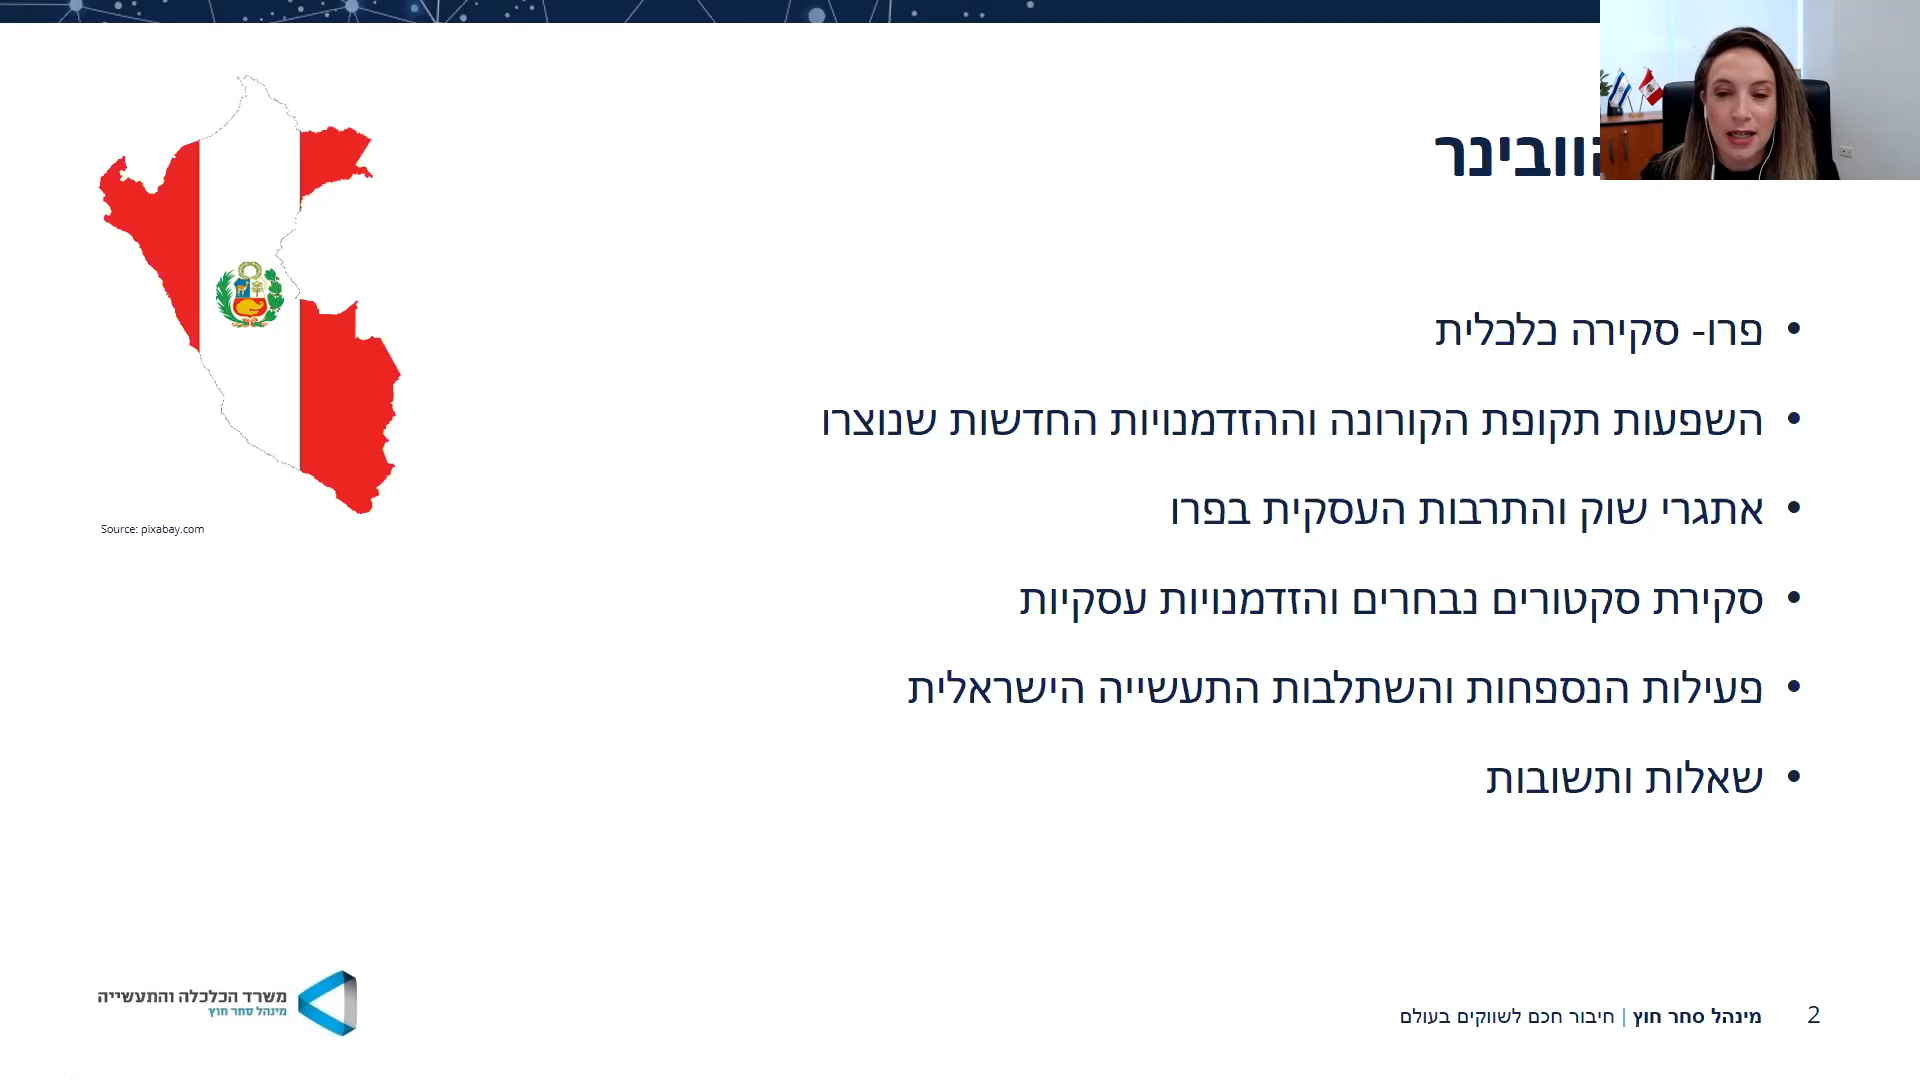 הוובינר
• פרו- סקירה כלכלית
• השפעות תקופת הקורונה וההזדמנויות החדשות שנוצרו
• אתגרי שוק והתרבות העסקית בפרו
• סקירת סקטורים נבחרים והזדמנויות עסקיות
• פעילות הנספחות והשתלבות התעשייה הישראלית
• שאלות ותשובות
Source: pixabay.com
משרד הכלכלה והתעשייה
מינהל סחר חוץ
מינהל סחר חוץ | חיבור חכם לשווקים בעולם
2